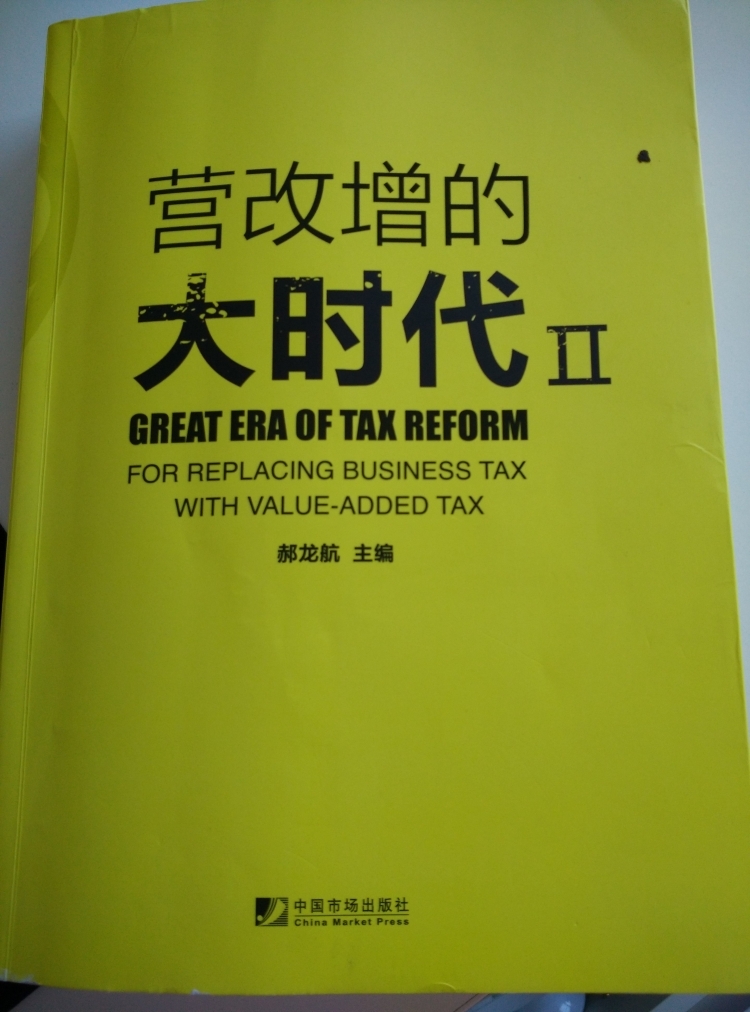 营改增的
大时代 II
GREAT ERA OF TAX REFORM
FOR REPLACING BUSINESS TAX
WITH VALUE-ADDED TAX
郝龙航 主编
中国市场出版社
China Market Press